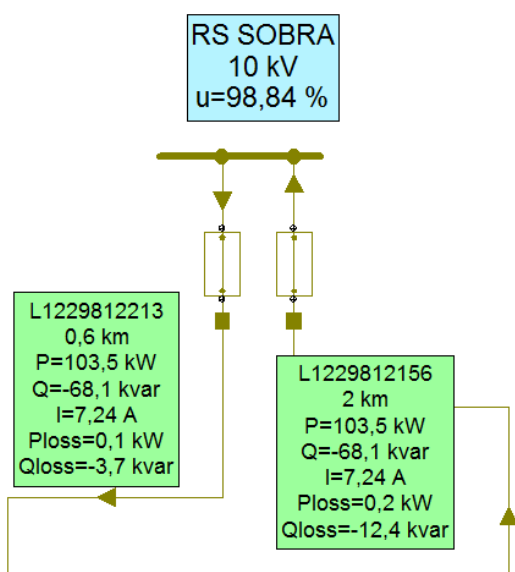 RS SOBRA
10 kV
u=98,84 %
L1229812213
0,6 km
P=103,5 kW
Q=-68,1 kvar
I=7,24 A
Ploss=0,1 kW
Qloss=-3,7 kvar
L1229812156
2 km
P=103,5 kW
Q=-68,1 kvar
I=7,24 A
Ploss=0,2 kW
Qloss=-12,4 kvar